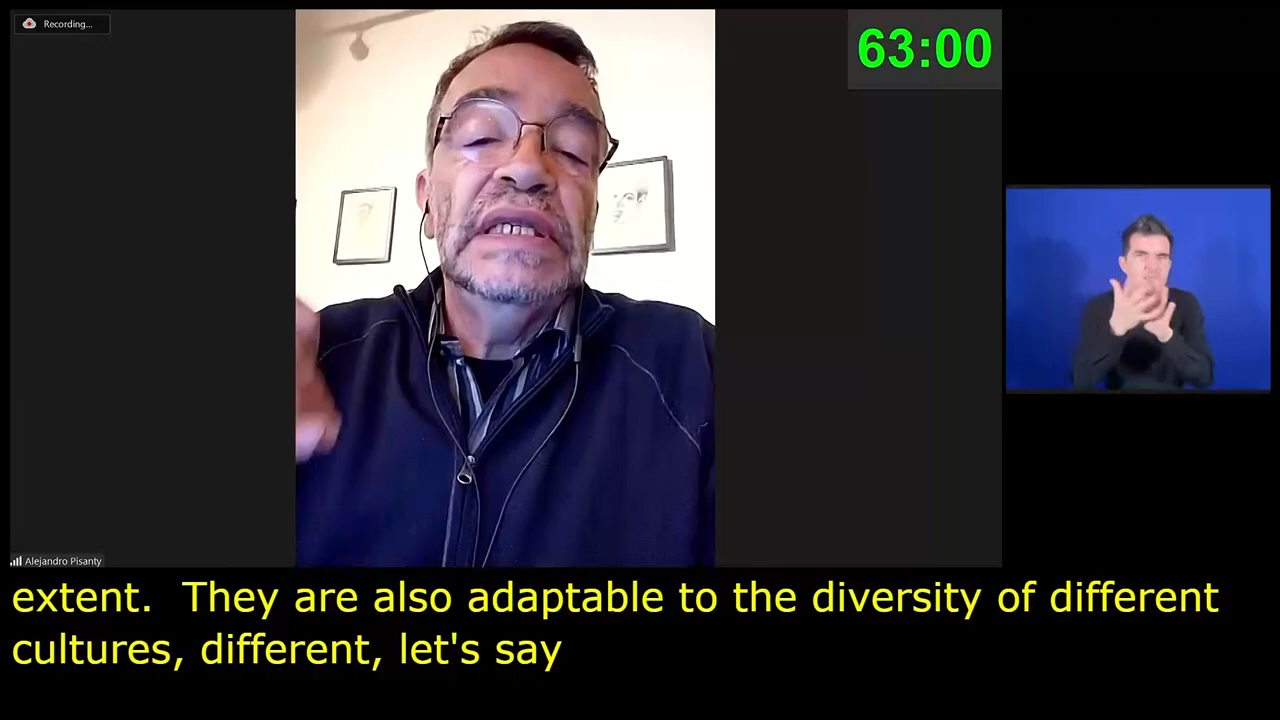 Recording...
63:00
Alejandro Pisanty
extent.  They are also adaptable to the diversity of different
cultures, different, let's say